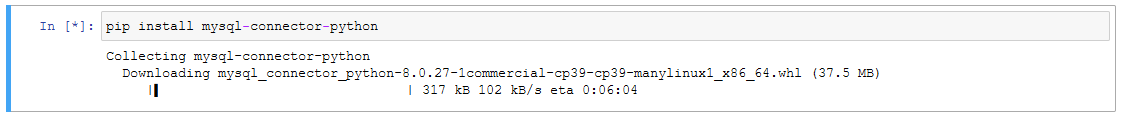 In [*]: pip install mysql-connector-python
Collecting mysql-connector-python
Downloading mysql_connector_python-8.0.27-1commercial-cp39-cp39-manylinux1_x86_64.whl (37.5 MB)
|▌ | 317 kB 102 kB/s eta 0:06:04